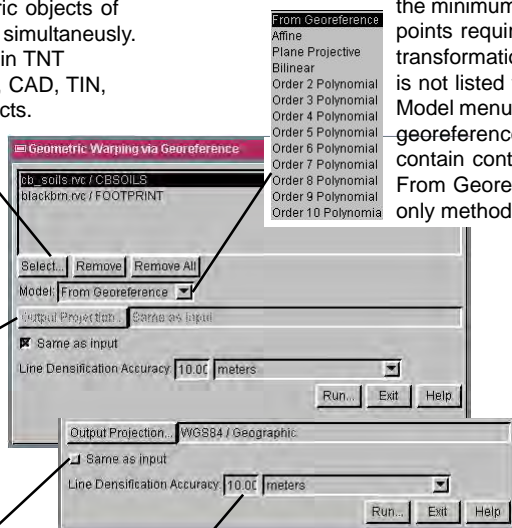 ric objects of
simultaneusly.
in TNT
, CAD, TIN,
cts.
From Georeference
Affine
Plane Projective
Bilinear
Order 2 Polynomial
Order 3 Polynomial
Order 4 Polynomial
Order 5 Polynomial
Order 6 Polynomial
Order 7 Polynomial
Order 8 Polynomial
Order 9 Polynomial
Order 10 Polynomia
the minimum
points requi
transformati
is not listed
Model menu
georeference
contain cont
From Geore
only method
Geometric Warping via Georeference
cb_soils.rvc / CBSOILS
blackbrn.rvc / FOOTPRINT
Select... Remove Remove All
Model: From Georeference
Output Projection... Same as input
Same as input
Line Densification Accuracy: 10.00 meters
Run... Exit Help
Output Projection... WGS84 / Geographic
Same as input
Line Densification Accuracy: 10.00 meters
Run... Exit Help